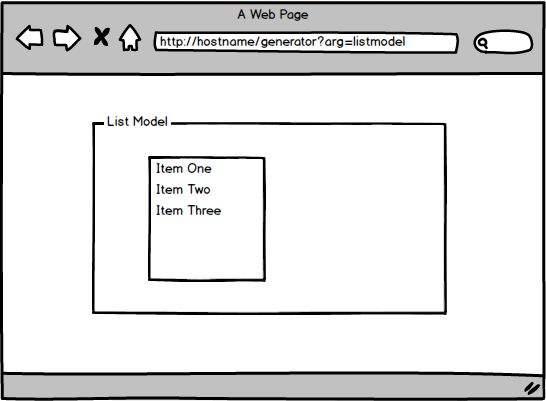 A Web Page
http://hostname/generator?arg=listmodel
List Model
Item One
Item Two
Item Three